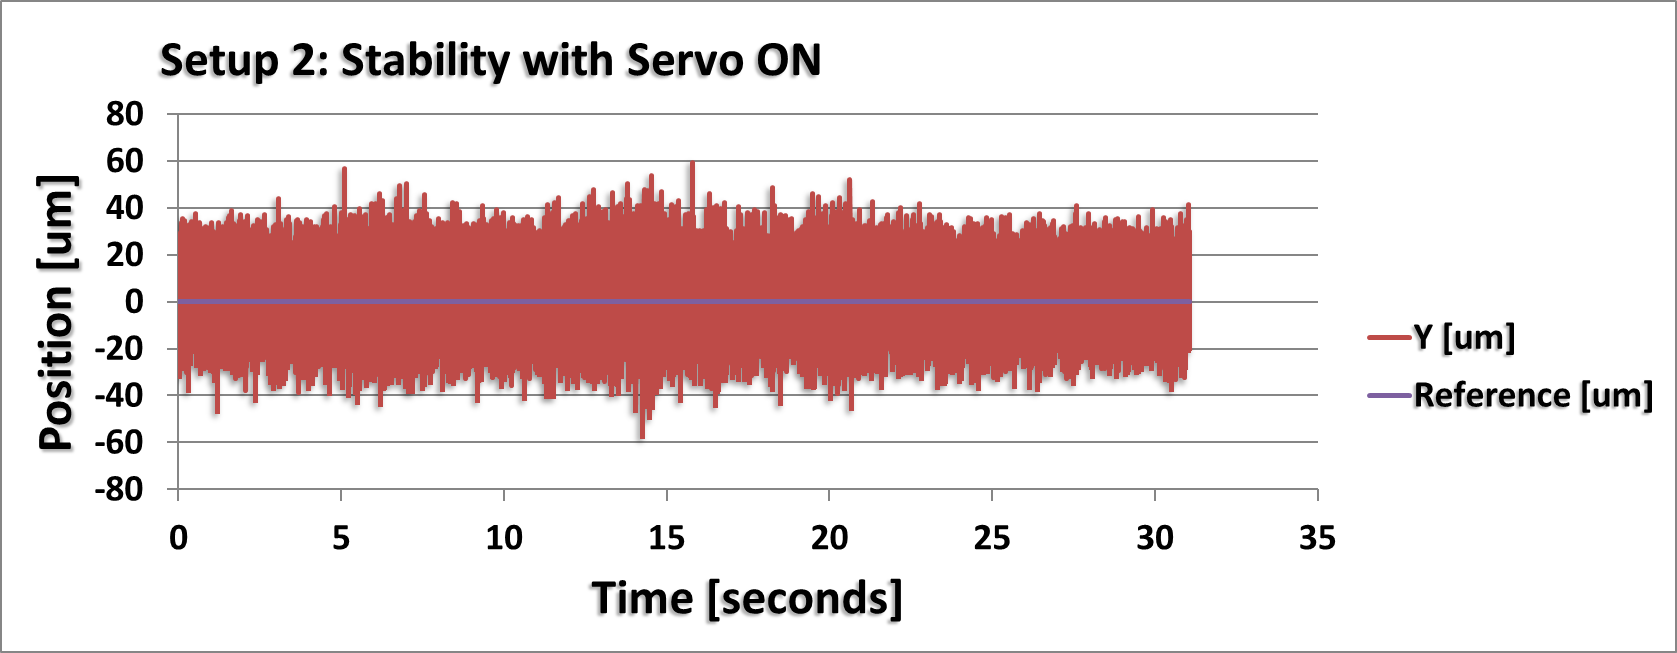 Setup 2: Stability with Servo ON
80
60
40
20
0
-20
-40
-60
-80
Position [um]
0 5 10 15 20 25 30 35
Time [seconds]
Y [um]
Reference [um]